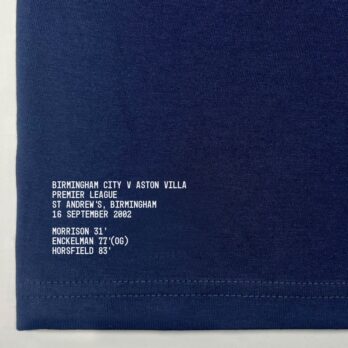 BIRMINGHAM CITY V ASTON VILLA
PREMIER LEAGUE
ST ANDREW'S, BIRMINGHAM
16 SEPTEMBER 2002
MORRISON 31'
ENCKELMAN 77'(OG)
HORSFIELD 83'